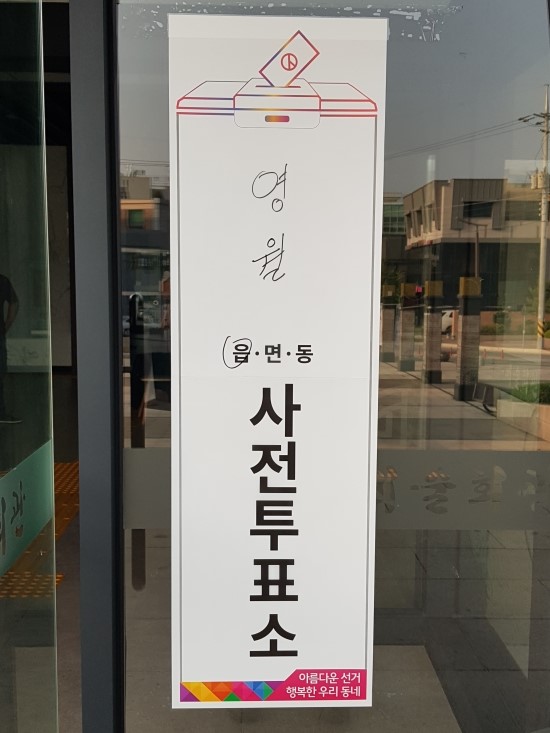 영
월
읍·면·동
사
전
투
표
소
아름다운 선거
행복한 우리 동네